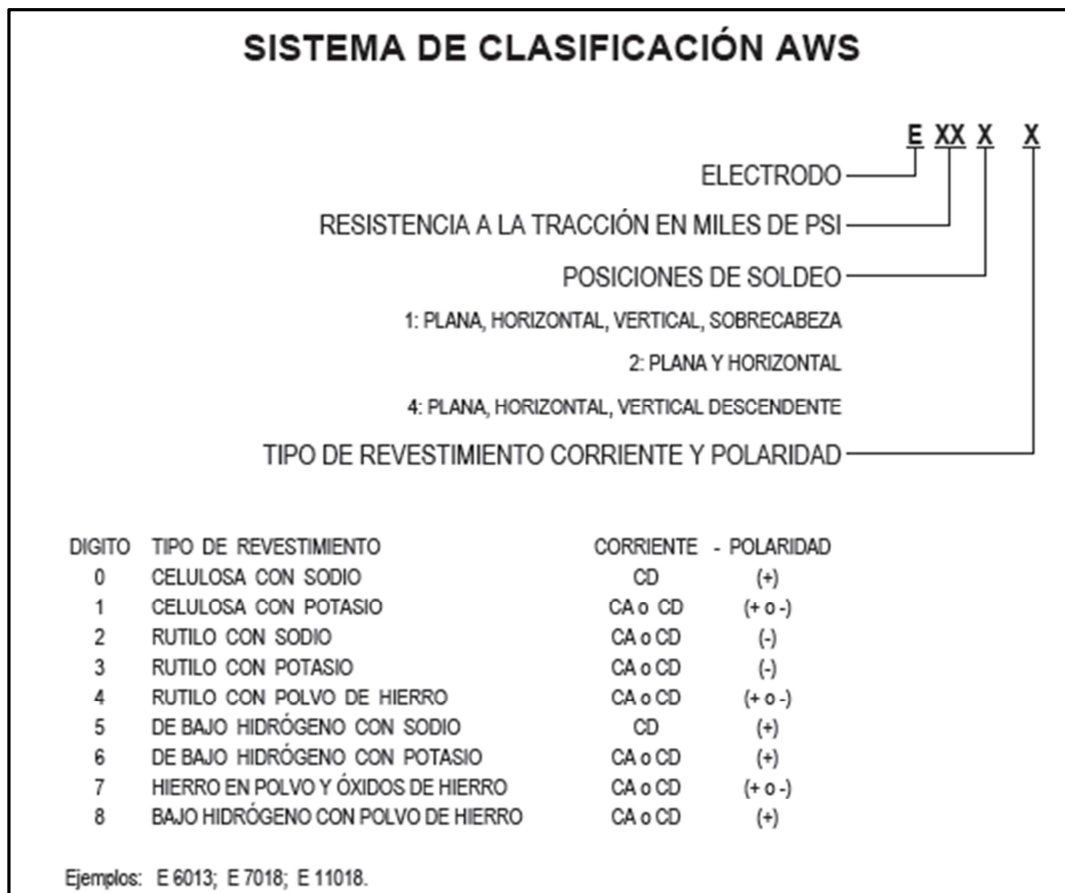 SISTEMA DE CLASIFICACIÓN AWS
E XX X X
ELECTRODO
RESISTENCIA A LA TRACCIÓN EN MILES DE PSI
POSICIONES DE SOLDEO
1: PLANA, HORIZONTAL, VERTICAL, SOBRECABEZA
2: PLANA Y HORIZONTAL
4: PLANA, HORIZONTAL, VERTICAL DESCENDENTE
TIPO DE REVESTIMIENTO CORRIENTE Y POLARIDAD
DIGITO TIPO DE REVESTIMIENTO CORRIENTE - POLARIDAD
0 CELULOSA CON SODIO CD (+)
1 CELULOSA CON POTASIO CA o CD (+ o -)
2 RUTILO CON SODIO CA o CD (-)
3 RUTILO CON POTASIO CA o CD (-)
4 RUTILO CON POLVO DE HIERRO CA o CD (+ o -)
5 DE BAJO HIDRÓGENO CON SODIO CD (+)
6 DE BAJO HIDRÓGENO CON POTASIO CA o CD (+)
7 HIERRO EN POLVO Y ÓXIDOS DE HIERRO CA o CD (+ o -)
8 BAJO HIDRÓGENO CON POLVO DE HIERRO CA o CD (+)
Ejemplos: E 6013; E 7018; E 11018.